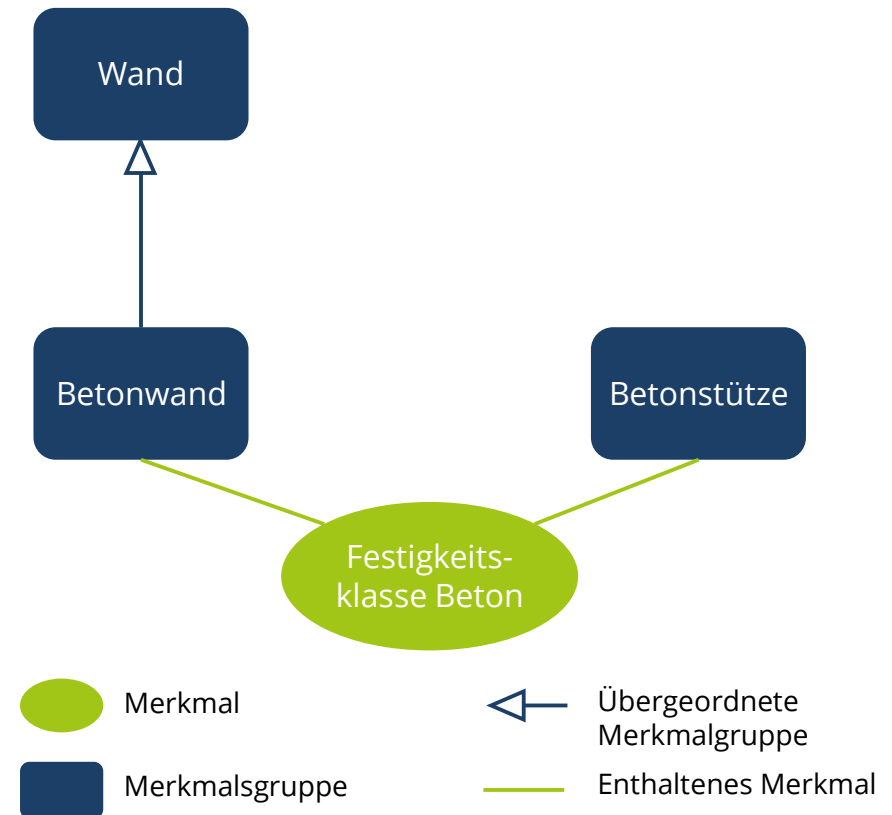 Wand
Betonwand
Betonstütze
Festigkeits-
klasse Beton
Merkmal
Übergeordnete
Merkmalgruppe
Merkmalsgruppe
Enthaltenes Merkmal